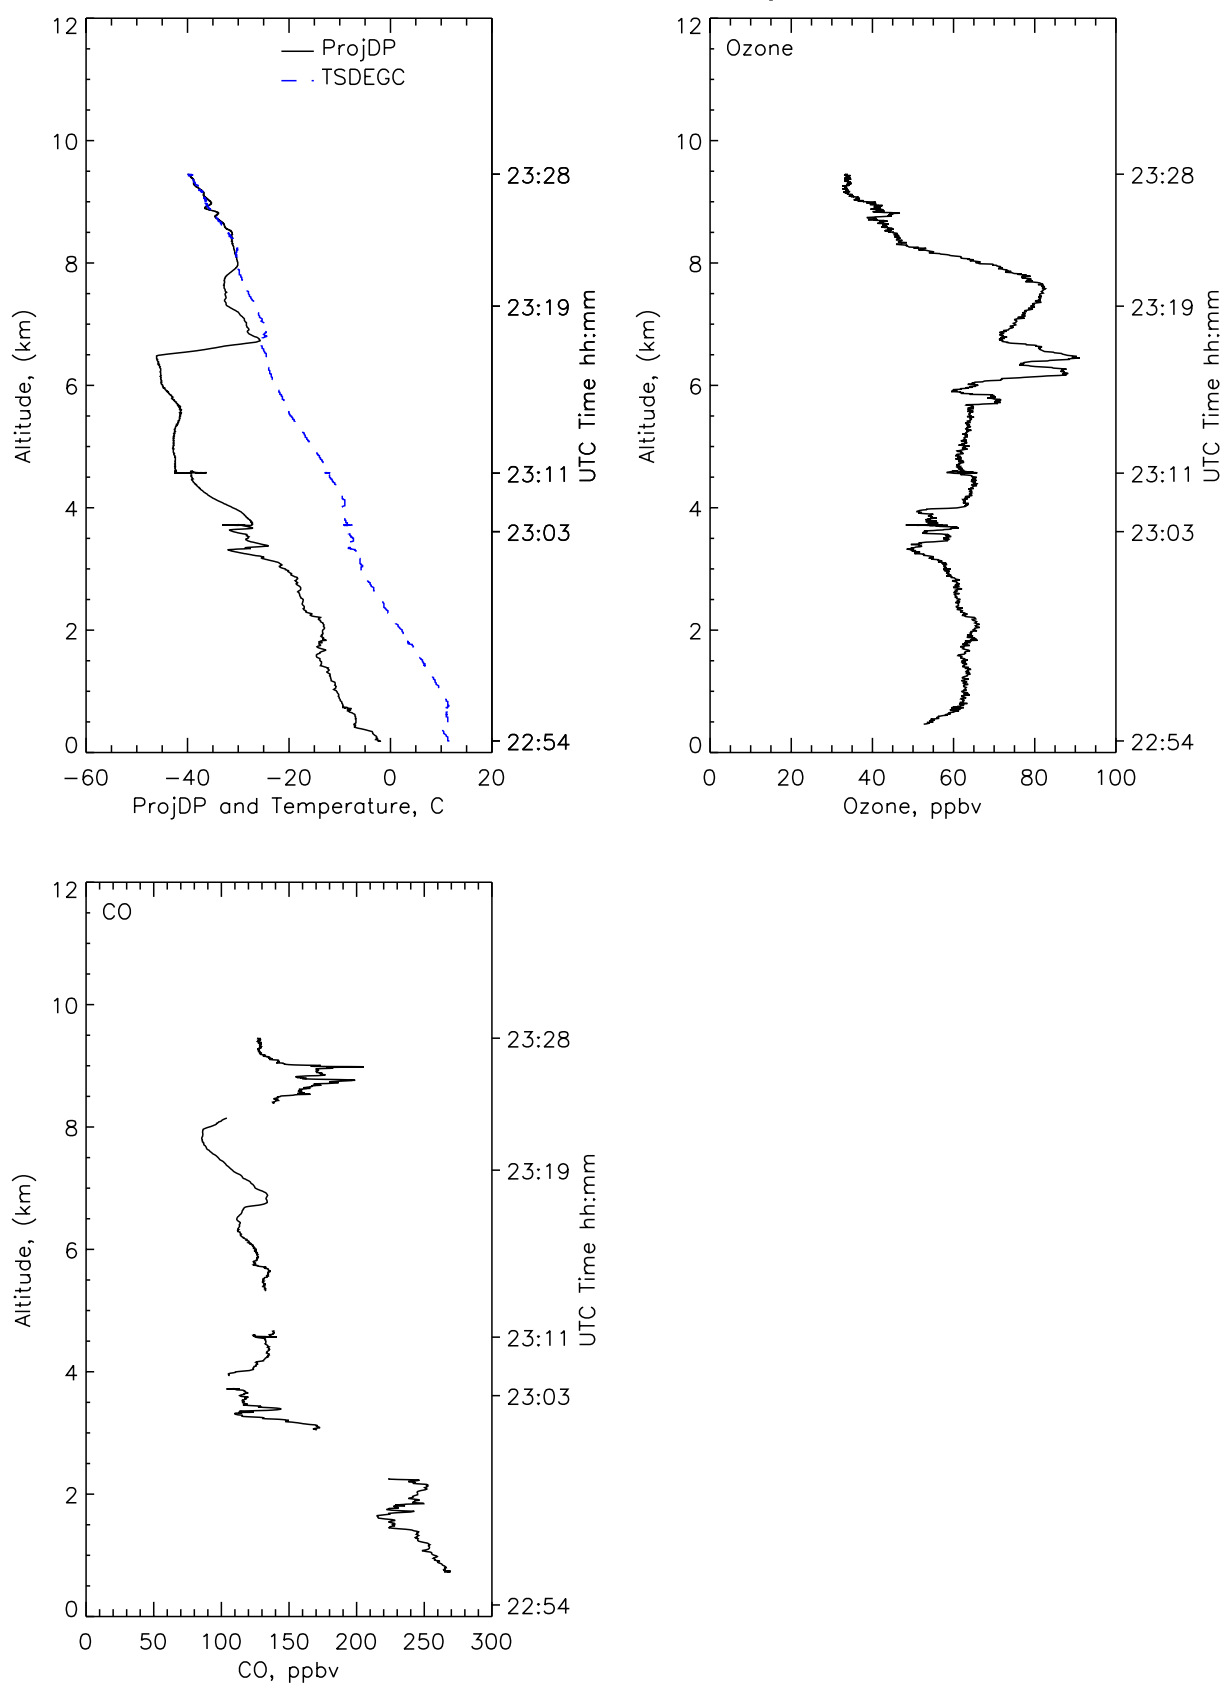 ProjDP
TSDEGC
12
10
8
6
4
2
0
Altitude, (km)
23:28
23:19
23:11
23:03
22:54
UTC Time hh:mm
−60 −40 −20 0 20
ProjDP and Temperature, C
Ozone
12
10
8
6
4
2
0
Altitude, (km)
23:28
23:19
23:11
23:03
22:54
UTC Time hh:mm
0 20 40 60 80 100
Ozone, ppbv
CO
12
10
8
6
4
2
0
Altitude, (km)
23:28
23:19
23:11
23:03
22:54
UTC Time hh:mm
0 50 100 150 200 250 300
CO, ppbv